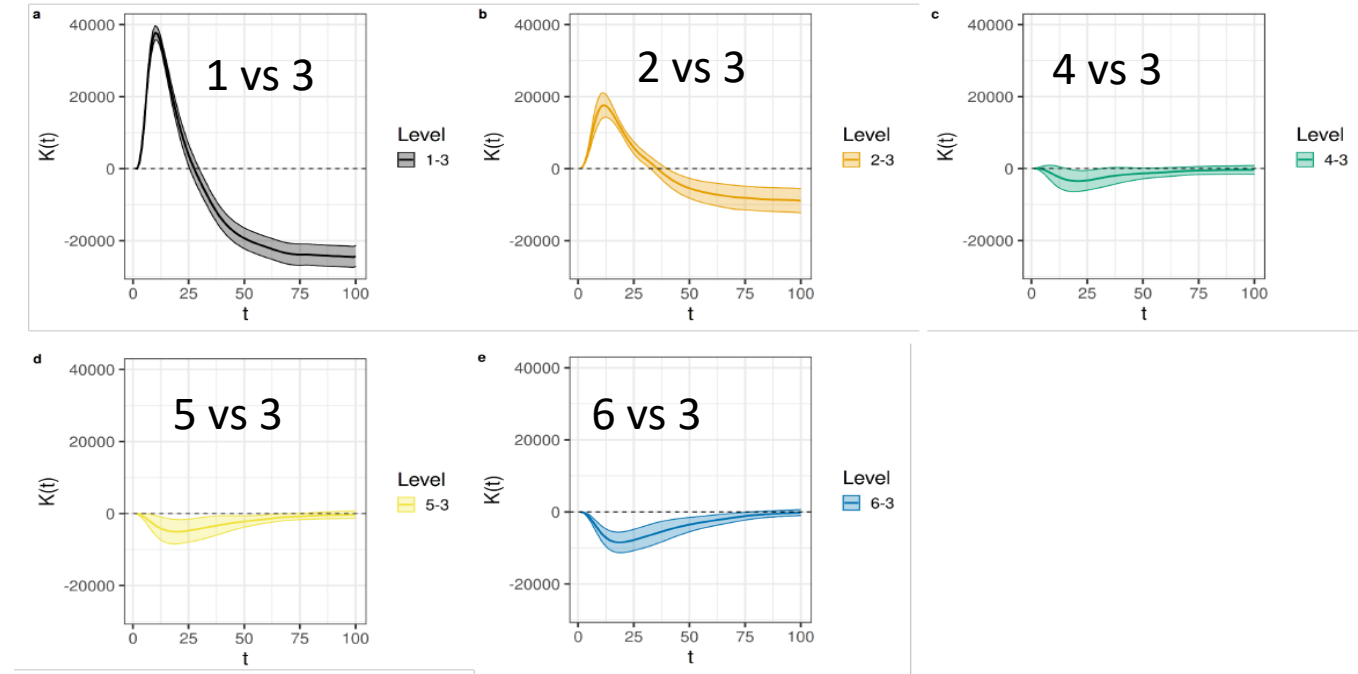 a
40000
20000
0
-20000
K(t)
0 25 50 75 100
t
1 vs 3
Level
1-3
b
40000
20000
0
-20000
K(t)
0 25 50 75 100
t
2 vs 3
Level
2-3
c
40000
20000
0
-20000
K(t)
0 25 50 75 100
t
4 vs 3
Level
4-3
d
40000
20000
0
-20000
K(t)
0 25 50 75 100
t
5 vs 3
Level
5-3
e
40000
20000
0
-20000
K(t)
0 25 50 75 100
t
6 vs 3
Level
6-3